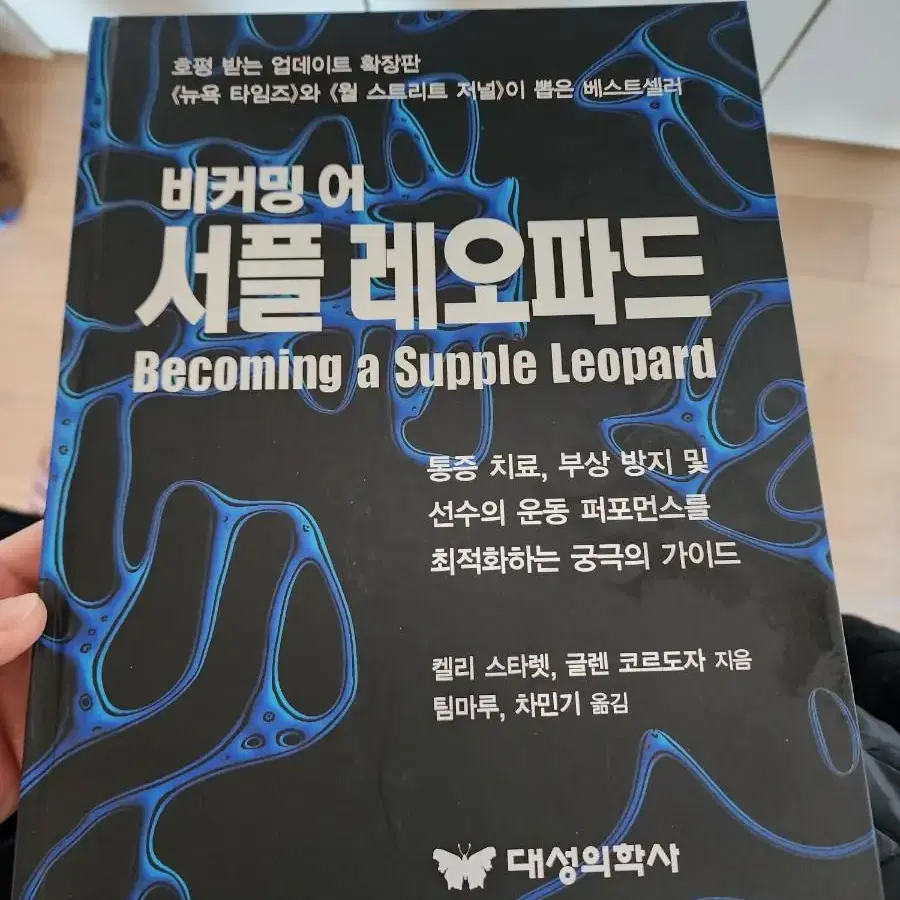 호평 받는 업데이트 확장판
《뉴욕 타임즈》와 《월 스트리트 저널》이 뽑은 베스트셀러
비커밍 어
서플 레오파드
Becoming a Supple Leopard
통증 치료, 부상 방지 및
선수의 운동 퍼포먼스를
최적화하는 궁극의 가이드
켈리 스타렛, 글렌 코르도자 지음
팀마루, 차민기 옮김
대성의학사